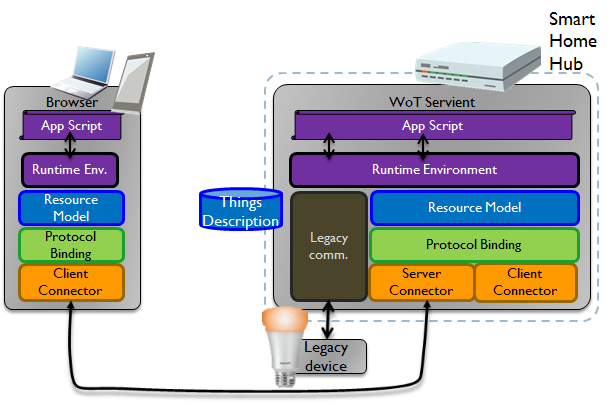 Smart
Home
Hub
Browser
App Script
Runtime Env.
Resource
Model
Protocol
Binding
Client
Connector
WoT Servient
App Script
Runtime Environment
Things
Description
Legacy
comm.
Resource Model
Protocol Binding
Server
Connector
Client
Connector
Legacy
device